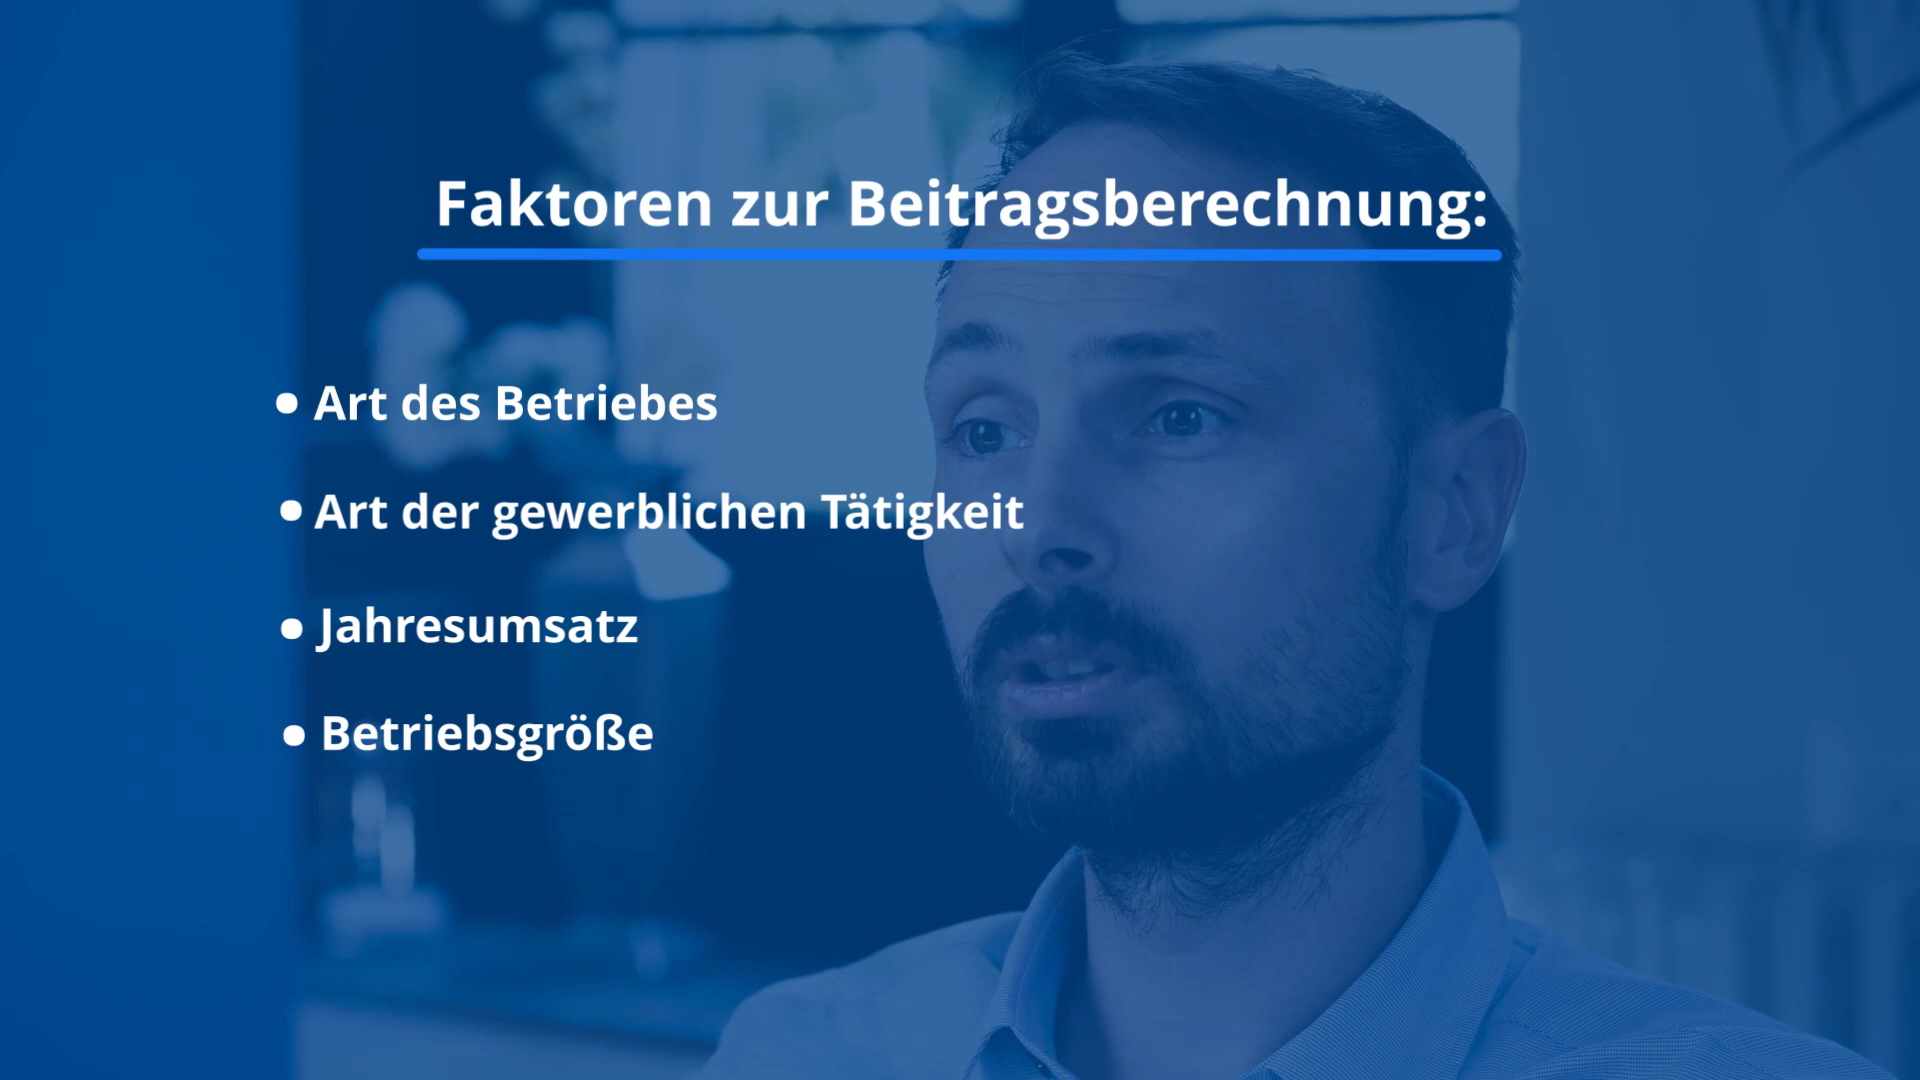 Faktoren zur Beitragsberechnung:
• Art des Betriebes
• Art der gewerblichen Tätigkeit
• Jahresumsatz
• Betriebsgröße